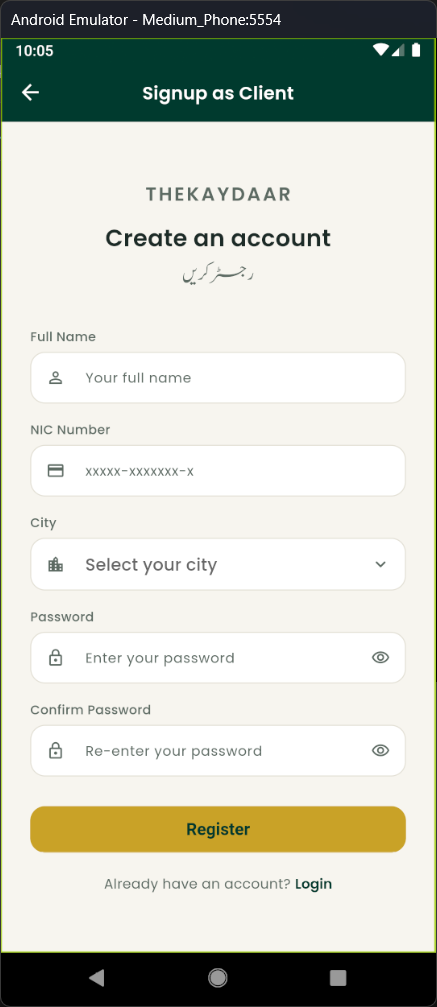 Android Emulator - Medium_Phone:5554
10:05
Signup as Client
THEKAYDAAR
Create an account
رجسٹر کریں
Full Name
Your full name
NIC Number
xxxxx-xxxxxxx-x
City
Select your city
Password
Enter your password
Confirm Password
Re-enter your password
Register
Already have an account? Login